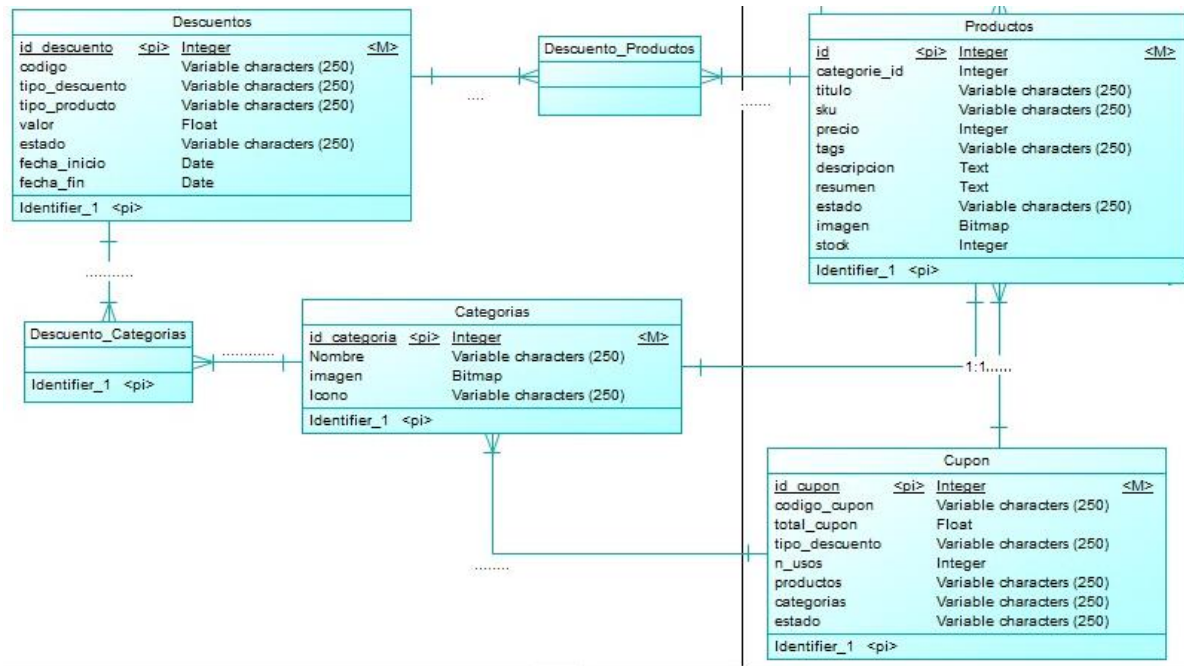 Descuentos
id_descuento <pi> Integer <M>
codigo Variable characters (250)
tipo_descuento Variable characters (250)
tipo_producto Variable characters (250)
valor Float
estado Variable characters (250)
fecha_inicio Date
fecha_fin Date
Identifier_1 <pi>
Descuento_Productos
Productos
id <pi> Integer <M>
categorie_id Integer
titulo Variable characters (250)
sku Variable characters (250)
precio Integer
tags Variable characters (250)
descripcion Text
resumen Text
estado Variable characters (250)
imagen Bitmap
stock Integer
Identifier_1 <pi>
Descuento_Categorias
Identifier_1 <pi>
Categorias
id_categoria <pi> Integer <M>
Nombre Variable characters (250)
imagen Bitmap
Icono Variable characters (250)
Identifier_1 <pi>
1:1......
Cupon
id_cupon <pi> Integer <M>
codigo_cupon Variable characters (250)
total_cupon Float
tipo_descuento Variable characters (250)
n_usos Integer
productos Variable characters (250)
categorias Variable characters (250)
estado Variable characters (250)
Identifier_1 <pi>